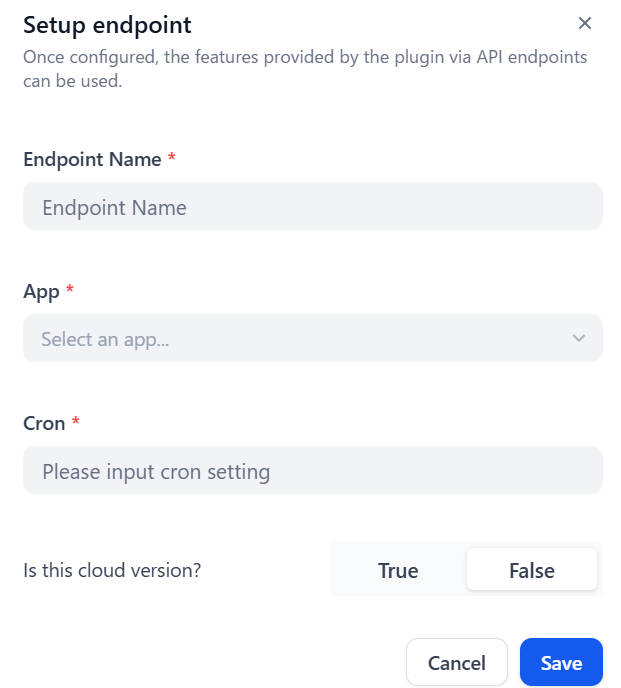 Setup endpoint
Once configured, the features provided by the plugin via API endpoints
can be used.
Endpoint Name *
Endpoint Name
App *
Select an app...
Cron *
Please input cron setting
Is this cloud version?
True
False
Cancel
Save